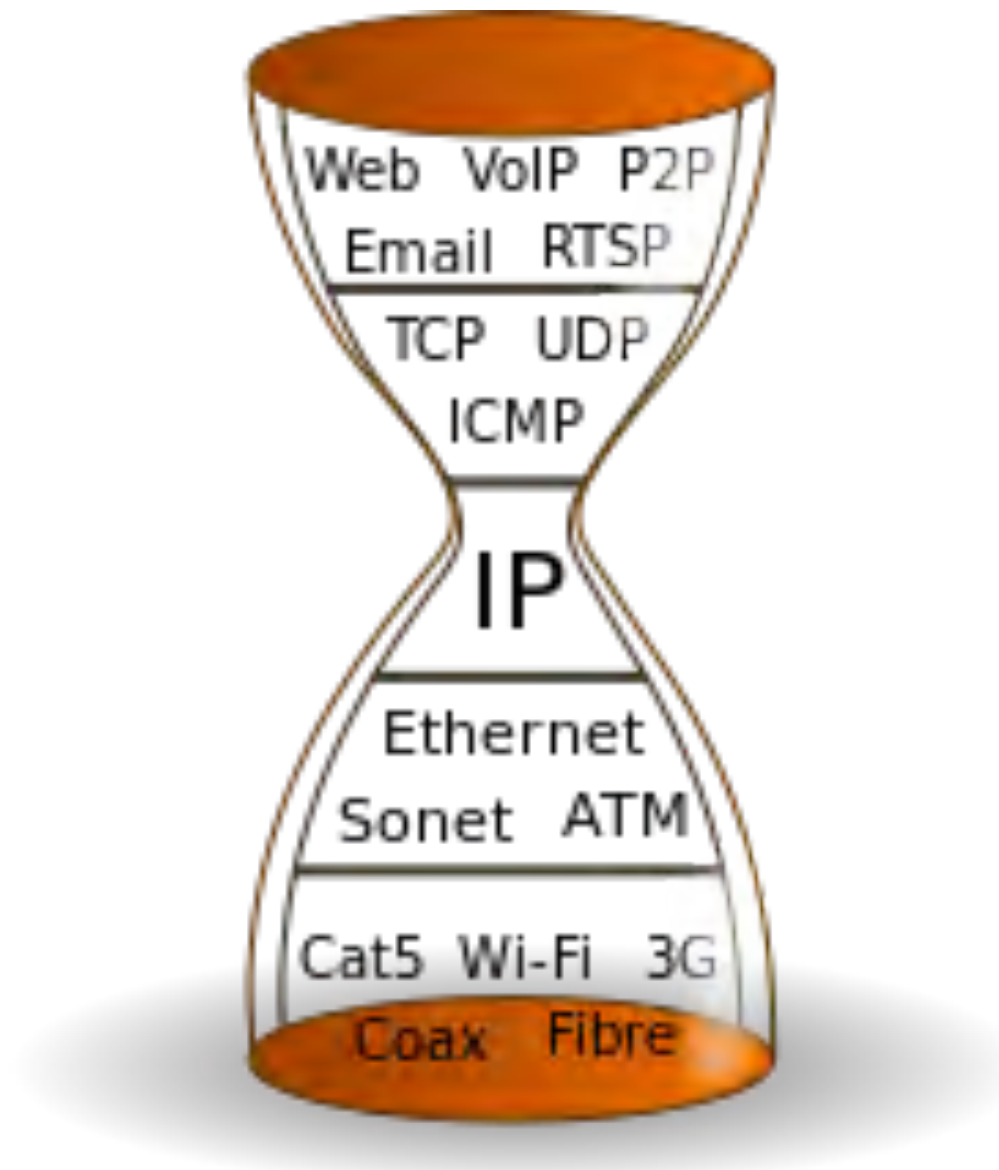 Web VoIP P2P
Email RTSP
TCP UDP
ICMP
IP
Ethernet
Sonet ATM
Cat5 Wi-Fi 3G
Coax Fibre